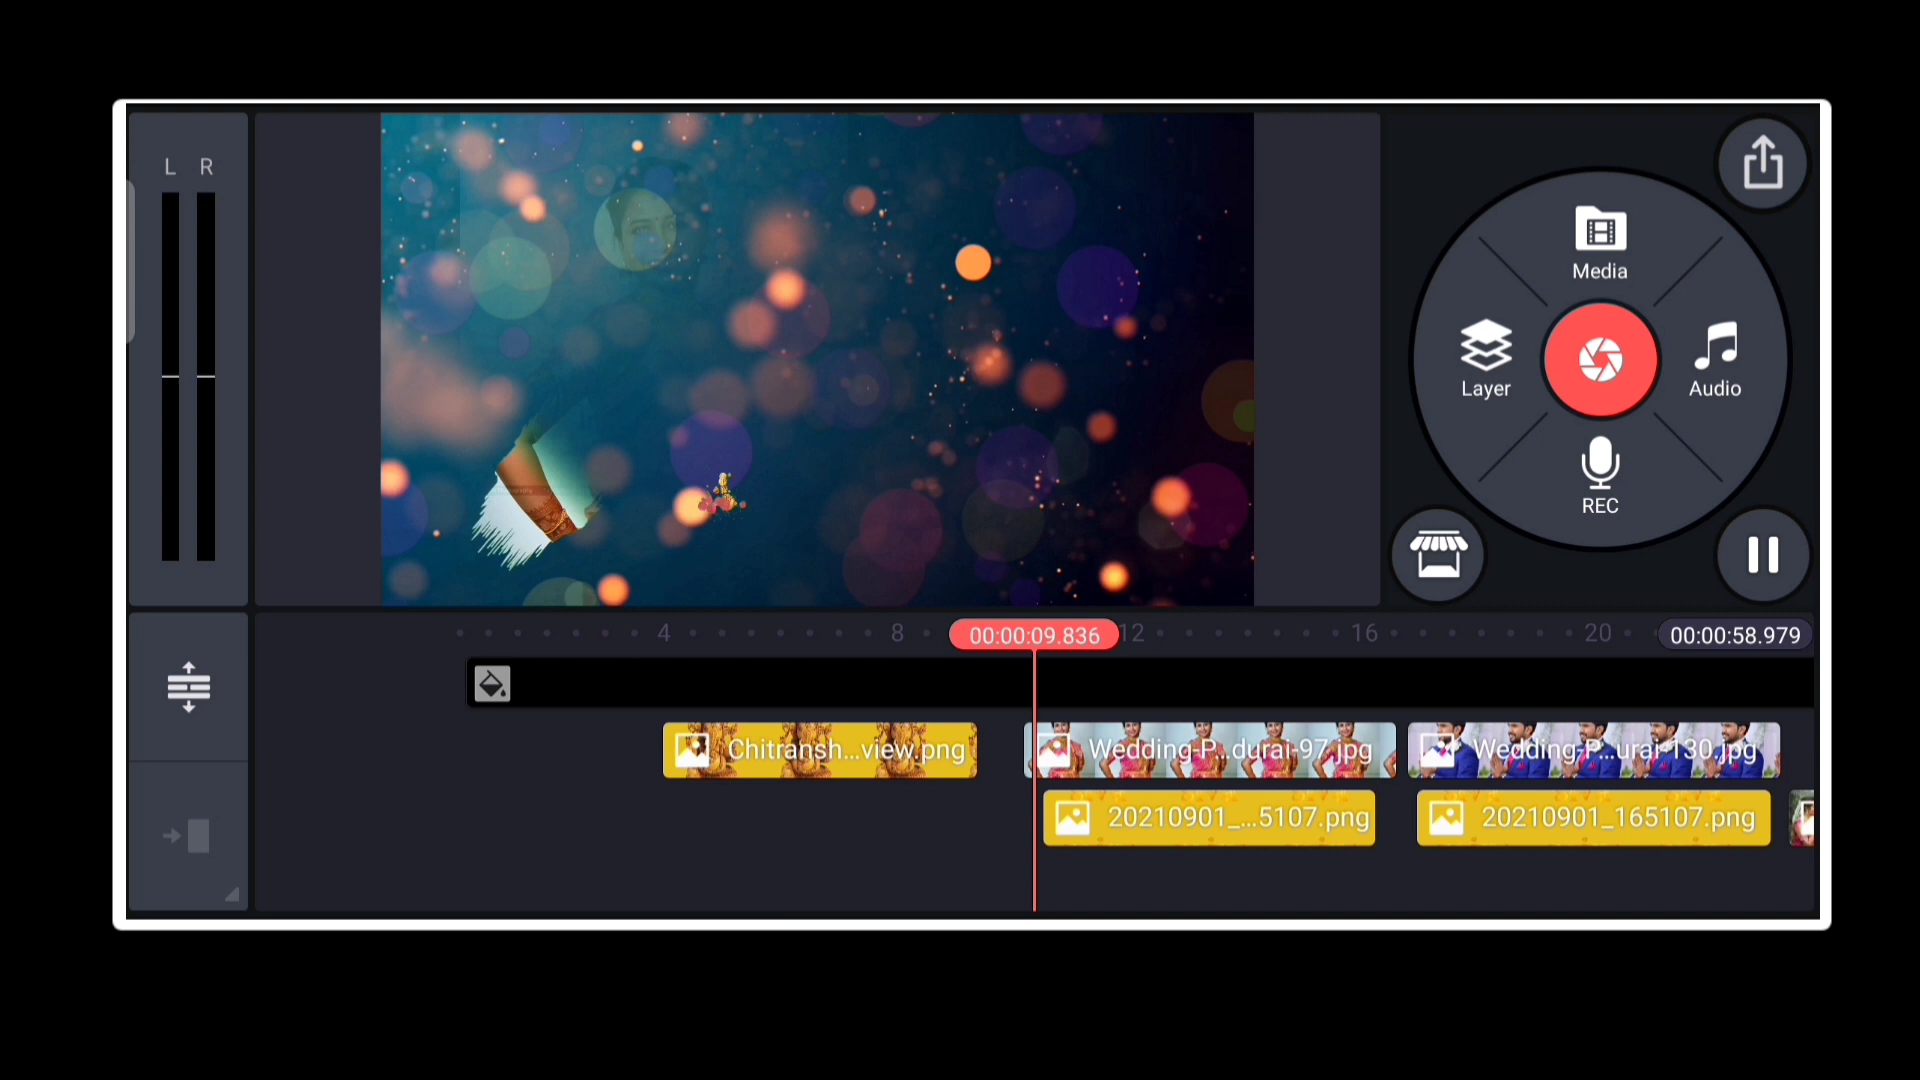 L R
Media
Layer
Audio
REC
4 8 00:00:09.836 12 16 20 00:00:58.979
Chitransh...view.png
Wedding-P...durai-97.jpg
Wedding-P...urai-130.jpg
20210901_...5107.png
20210901_165107.png